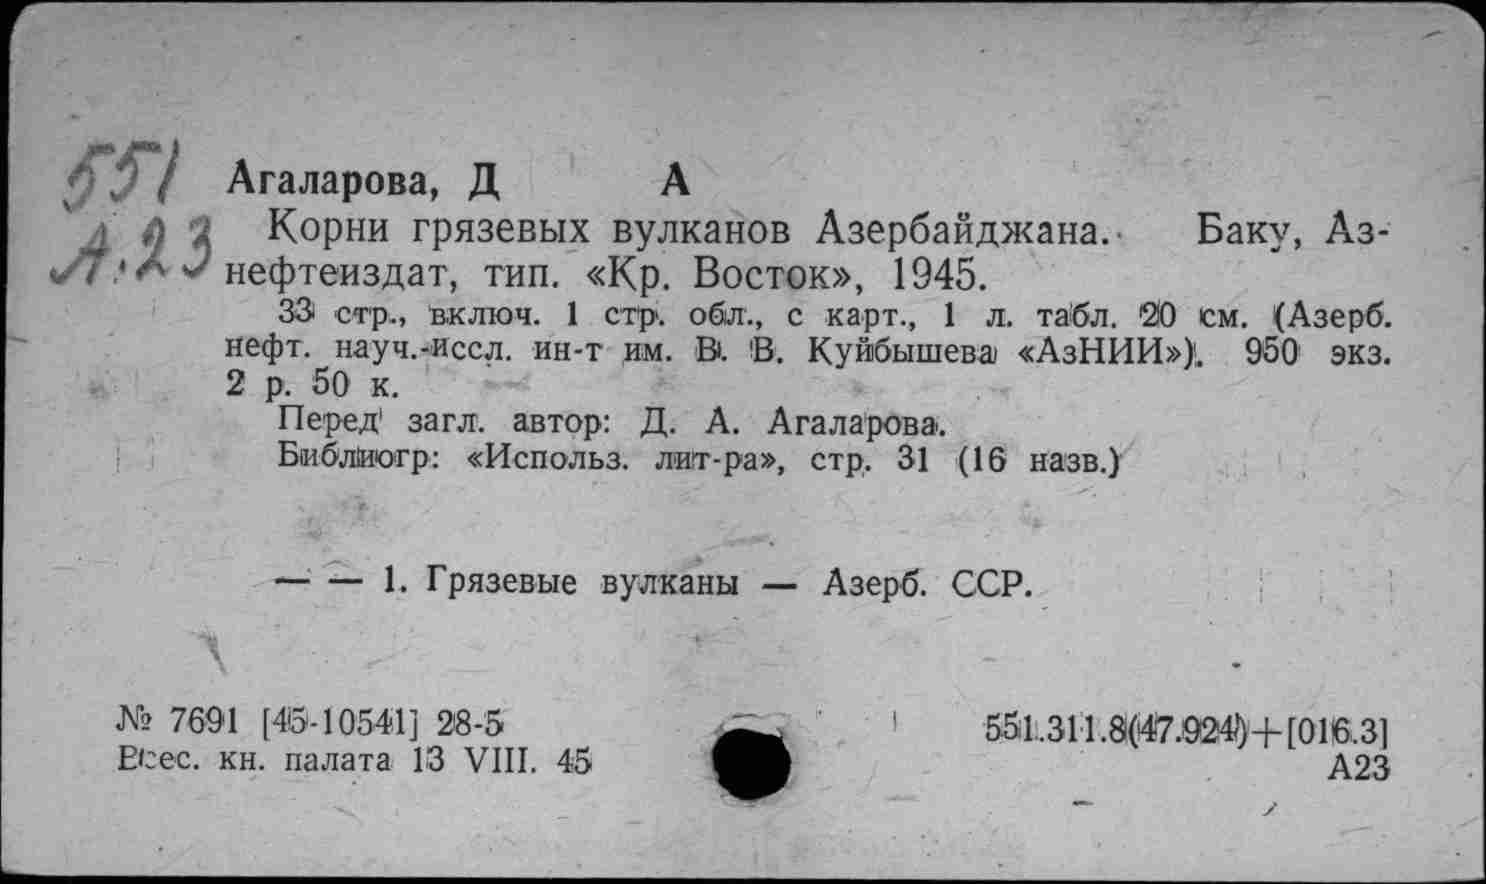 551 Агаларова, Д А
А.23 Корни грязевых вулканов Азербайджана. Баку, Аз-
нефтеиздат, тип. «Кр. Восток», 1945.
33 стр., включ. 1 стр. обл., с карт., 1 л. табл. 20 см. (Азерб.
нефт. науч.-иссл. ин-т им. В. В. Куйбышева «АзНИИ»). 950 экз.
2 р. 50 к.
Перед загл. автор: Д. А. Агаларова.
Библиогр: «Использ. лит-ра», стр. 31 (16 назв.)
— — 1. Грязевые вулканы — Азерб. ССР.
№ 7691 [45-10541] 28-5 551.311.8(47.924)+[016.3]
Всес. кн. палата 13 VIII. 45 А23